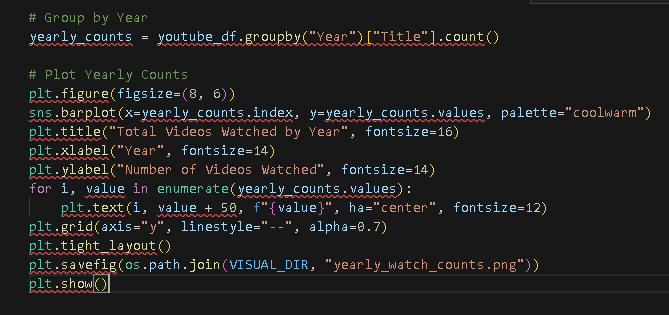 # Group by Year
yearly_counts = youtube_df.groupby("Year")["Title"].count()
# Plot Yearly Counts
plt.figure(figsize=(8, 6))
sns.barplot(x=yearly_counts.index, y=yearly_counts.values, palette="coolwarm")
plt.title("Total Videos Watched by Year", fontsize=16)
plt.xlabel("Year", fontsize=14)
plt.ylabel("Number of Videos Watched", fontsize=14)
for i, value in enumerate(yearly_counts.values):
    plt.text(i, value + 50, f"{value}", ha="center", fontsize=12)
plt.grid(axis="y", linestyle="--", alpha=0.7)
plt.tight_layout()
plt.savefig(os.path.join(VISUAL_DIR, "yearly_watch_counts.png"))
plt.show()